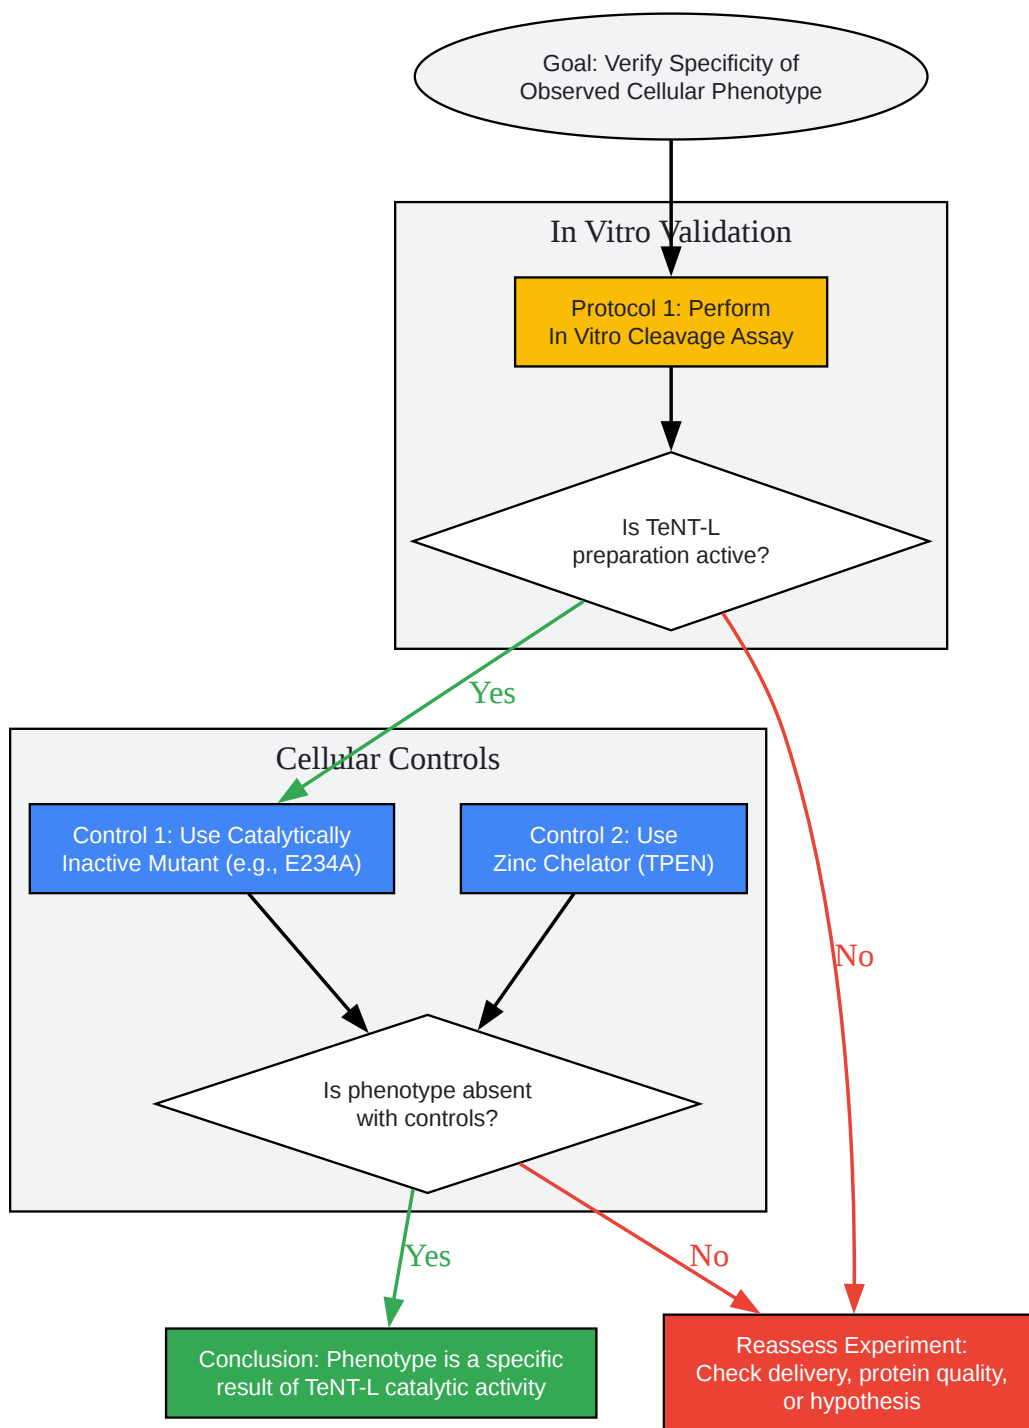 Goal: Verify Specificity of
Observed Cellular Phenotype
In Vitro Validation
Protocol 1: Perform
In Vitro Cleavage Assay
Is TeNT-L
preparation active?
Yes
No
Cellular Controls
Control 1: Use Catalytically
Inactive Mutant (e.g., E234A)
Control 2: Use
Zinc Chelator (TPEN)
Is phenotype absent
with controls?
Yes
No
Conclusion: Phenotype is a specific
result of TeNT-L catalytic activity
Reassess Experiment:
Check delivery, protein quality,
or hypothesis